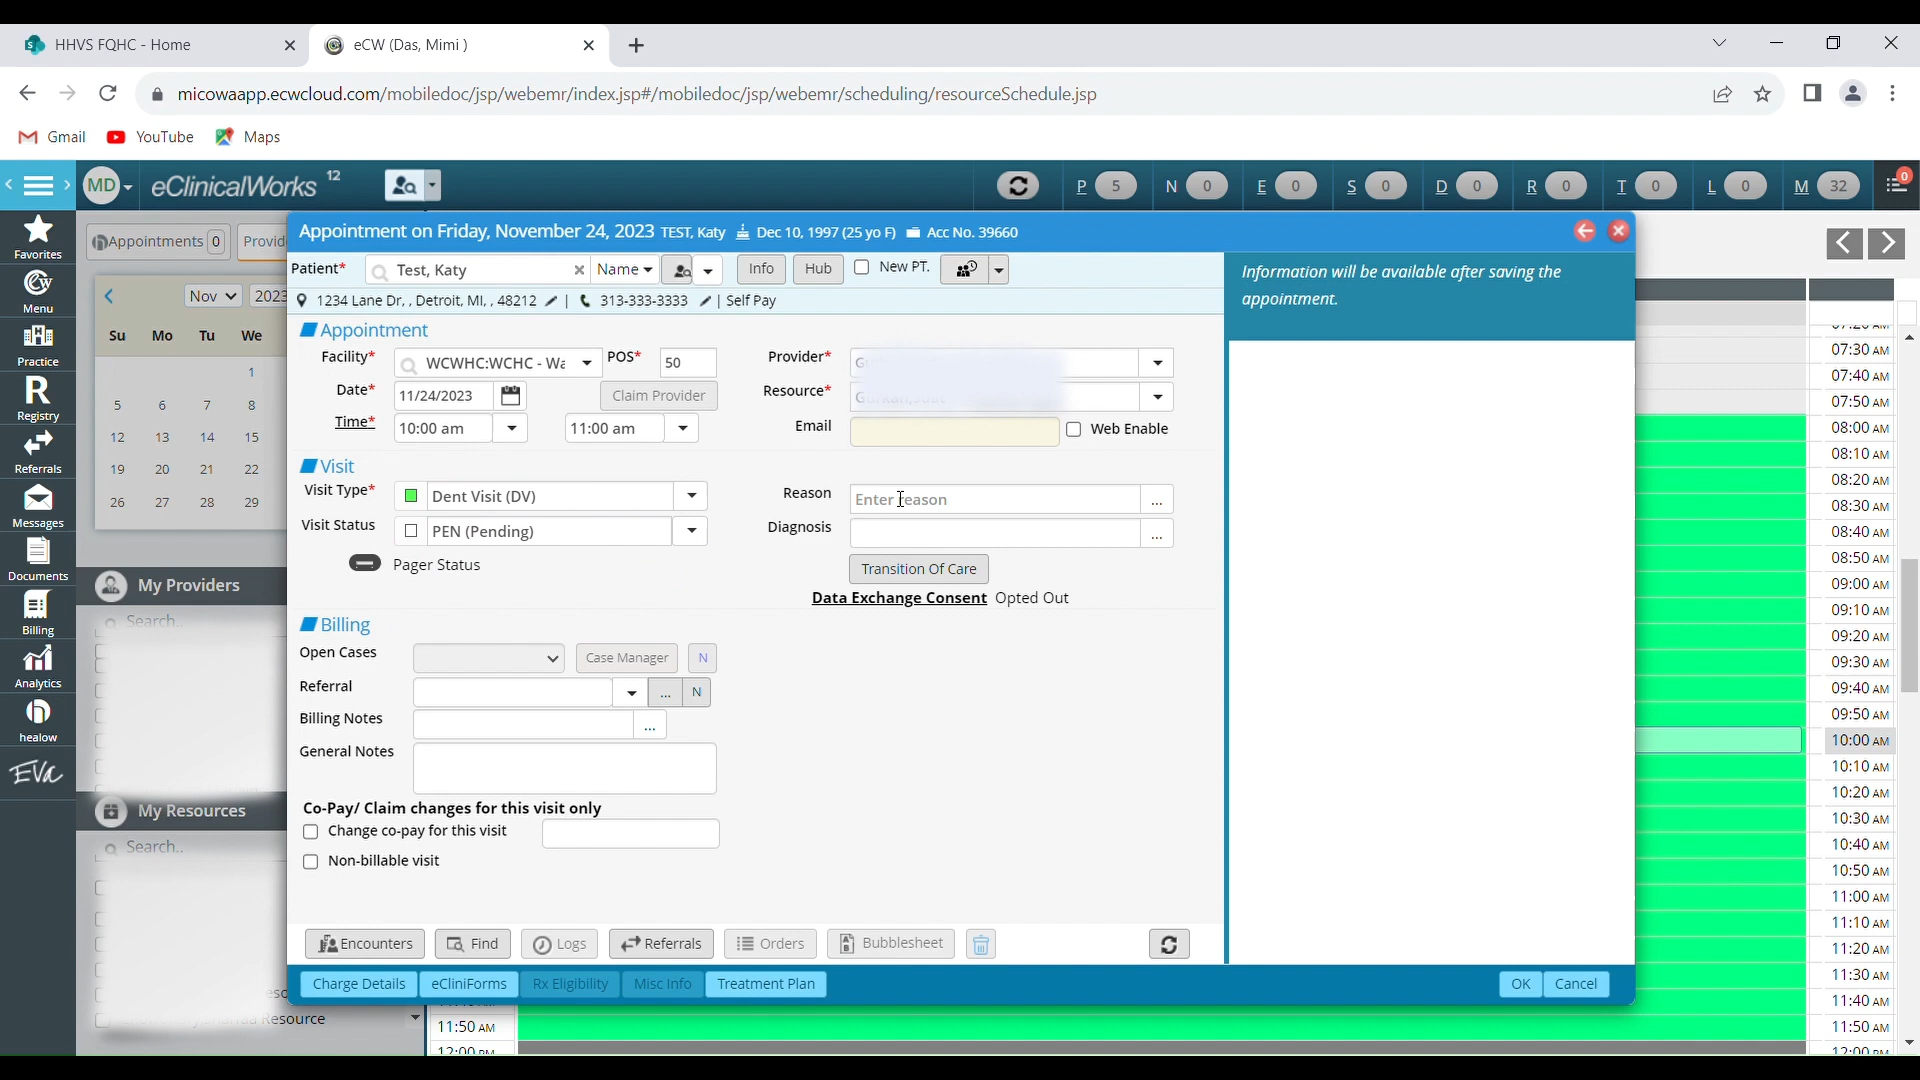 HHVS FQHC - Home
eCW (Das, Mimi )
micowaapp.ecwcloud.com/mobiledoc/jsp/webemr/index.jsp#/mobiledoc/jsp/webemr/scheduling/resourceSchedule.jsp
Gmail YouTube Maps
MD eClinicalWorks 12 P 5 N 0 E 0 S 0 D 0 R 0 T 0 L 0 M 32 0
Favorites
Menu
Practice
Registry
Referrals
Messages
Documents
Billing
Analytics
healow
EVA
Appointments 0
Nov 2023
Su Mo Tu We
1
5 6 7 8
12 13 14 15
19 20 21 22
26 27 28 29
My Providers
Search..
My Resources
Search..
Resource
Appointment on Friday, November 24, 2023 TEST, Katy Dec 10, 1997 (25 yo F) Acc No. 39660
Patient* Test, Katy Name Info Hub New PT.
1234 Lane Dr, , Detroit, MI, , 48212 | 313-333-3333 | Self Pay
Appointment
Facility* WCWHC:WCHC - Wa POS* 50 Provider*
Date* 11/24/2023 Claim Provider Resource*
Time* 10:00 am 11:00 am Email Web Enable
Visit
Visit Type* Dent Visit (DV) Reason Enter reason ...
Visit Status PEN (Pending) Diagnosis ...
Pager Status Transition Of Care
Data Exchange Consent Opted Out
Billing
Open Cases Case Manager N
Referral ... N
Billing Notes ...
General Notes
Co-Pay/ Claim changes for this visit only
Change co-pay for this visit
Non-billable visit
Encounters Find Logs Referrals Orders Bubblesheet
Charge Details eCliniForms Rx Eligibility Misc Info Treatment Plan OK Cancel
Information will be available after saving the
appointment.
07:30 AM
07:40 AM
07:50 AM
08:00 AM
08:10 AM
08:20 AM
08:30 AM
08:40 AM
08:50 AM
09:00 AM
09:10 AM
09:20 AM
09:30 AM
09:40 AM
09:50 AM
10:00 AM
10:10 AM
10:20 AM
10:30 AM
10:40 AM
10:50 AM
11:00 AM
11:10 AM
11:20 AM
11:30 AM
11:40 AM
11:50 AM 11:50 AM
12:00 PM 12:00 PM